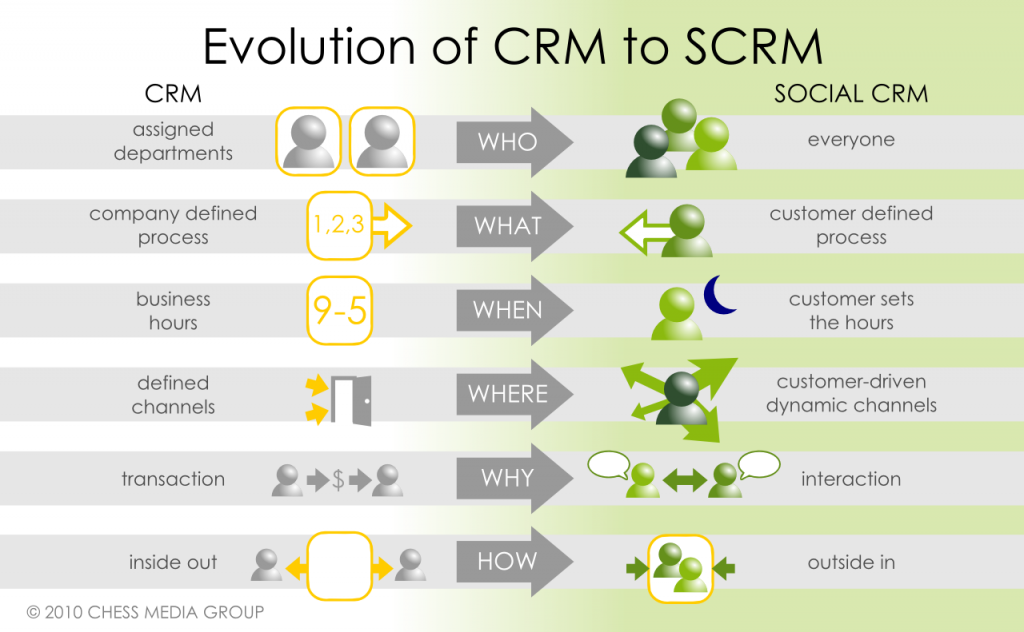 Evolution of CRM to SCRM
CRM
SOCIAL CRM
assigned
departments
WHO
everyone
company defined
process
1,2,3
WHAT
customer defined
process
business
hours
9-5
WHEN
customer sets
the hours
defined
channels
WHERE
customer-driven
dynamic channels
transaction
$
WHY
interaction
inside out
HOW
outside in
© 2010 CHESS MEDIA GROUP